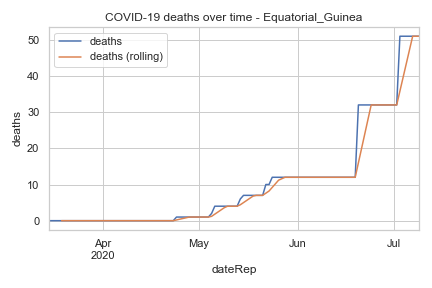 COVID-19 deaths over time - Equatorial_Guinea
deaths
deaths (rolling)
50
40
30
20
10
0
deaths
Apr
2020
May
Jun
Jul
dateRep